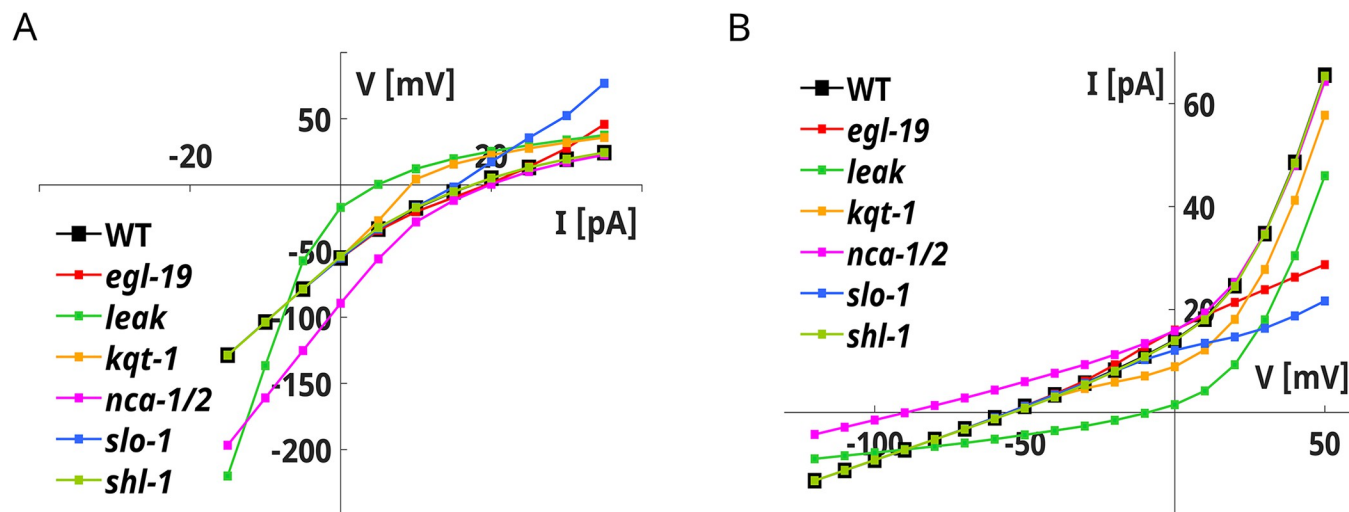 A
V [mV]
50
-20
20
I [pA]
-50
-100
-150
-200
WT
egl-19
leak
kqt-1
nca-1/2
slo-1
shl-1
B
I [pA]
60
40
20
V [mV]
-100
-50
50
WT
egl-19
leak
kqt-1
nca-1/2
slo-1
shl-1